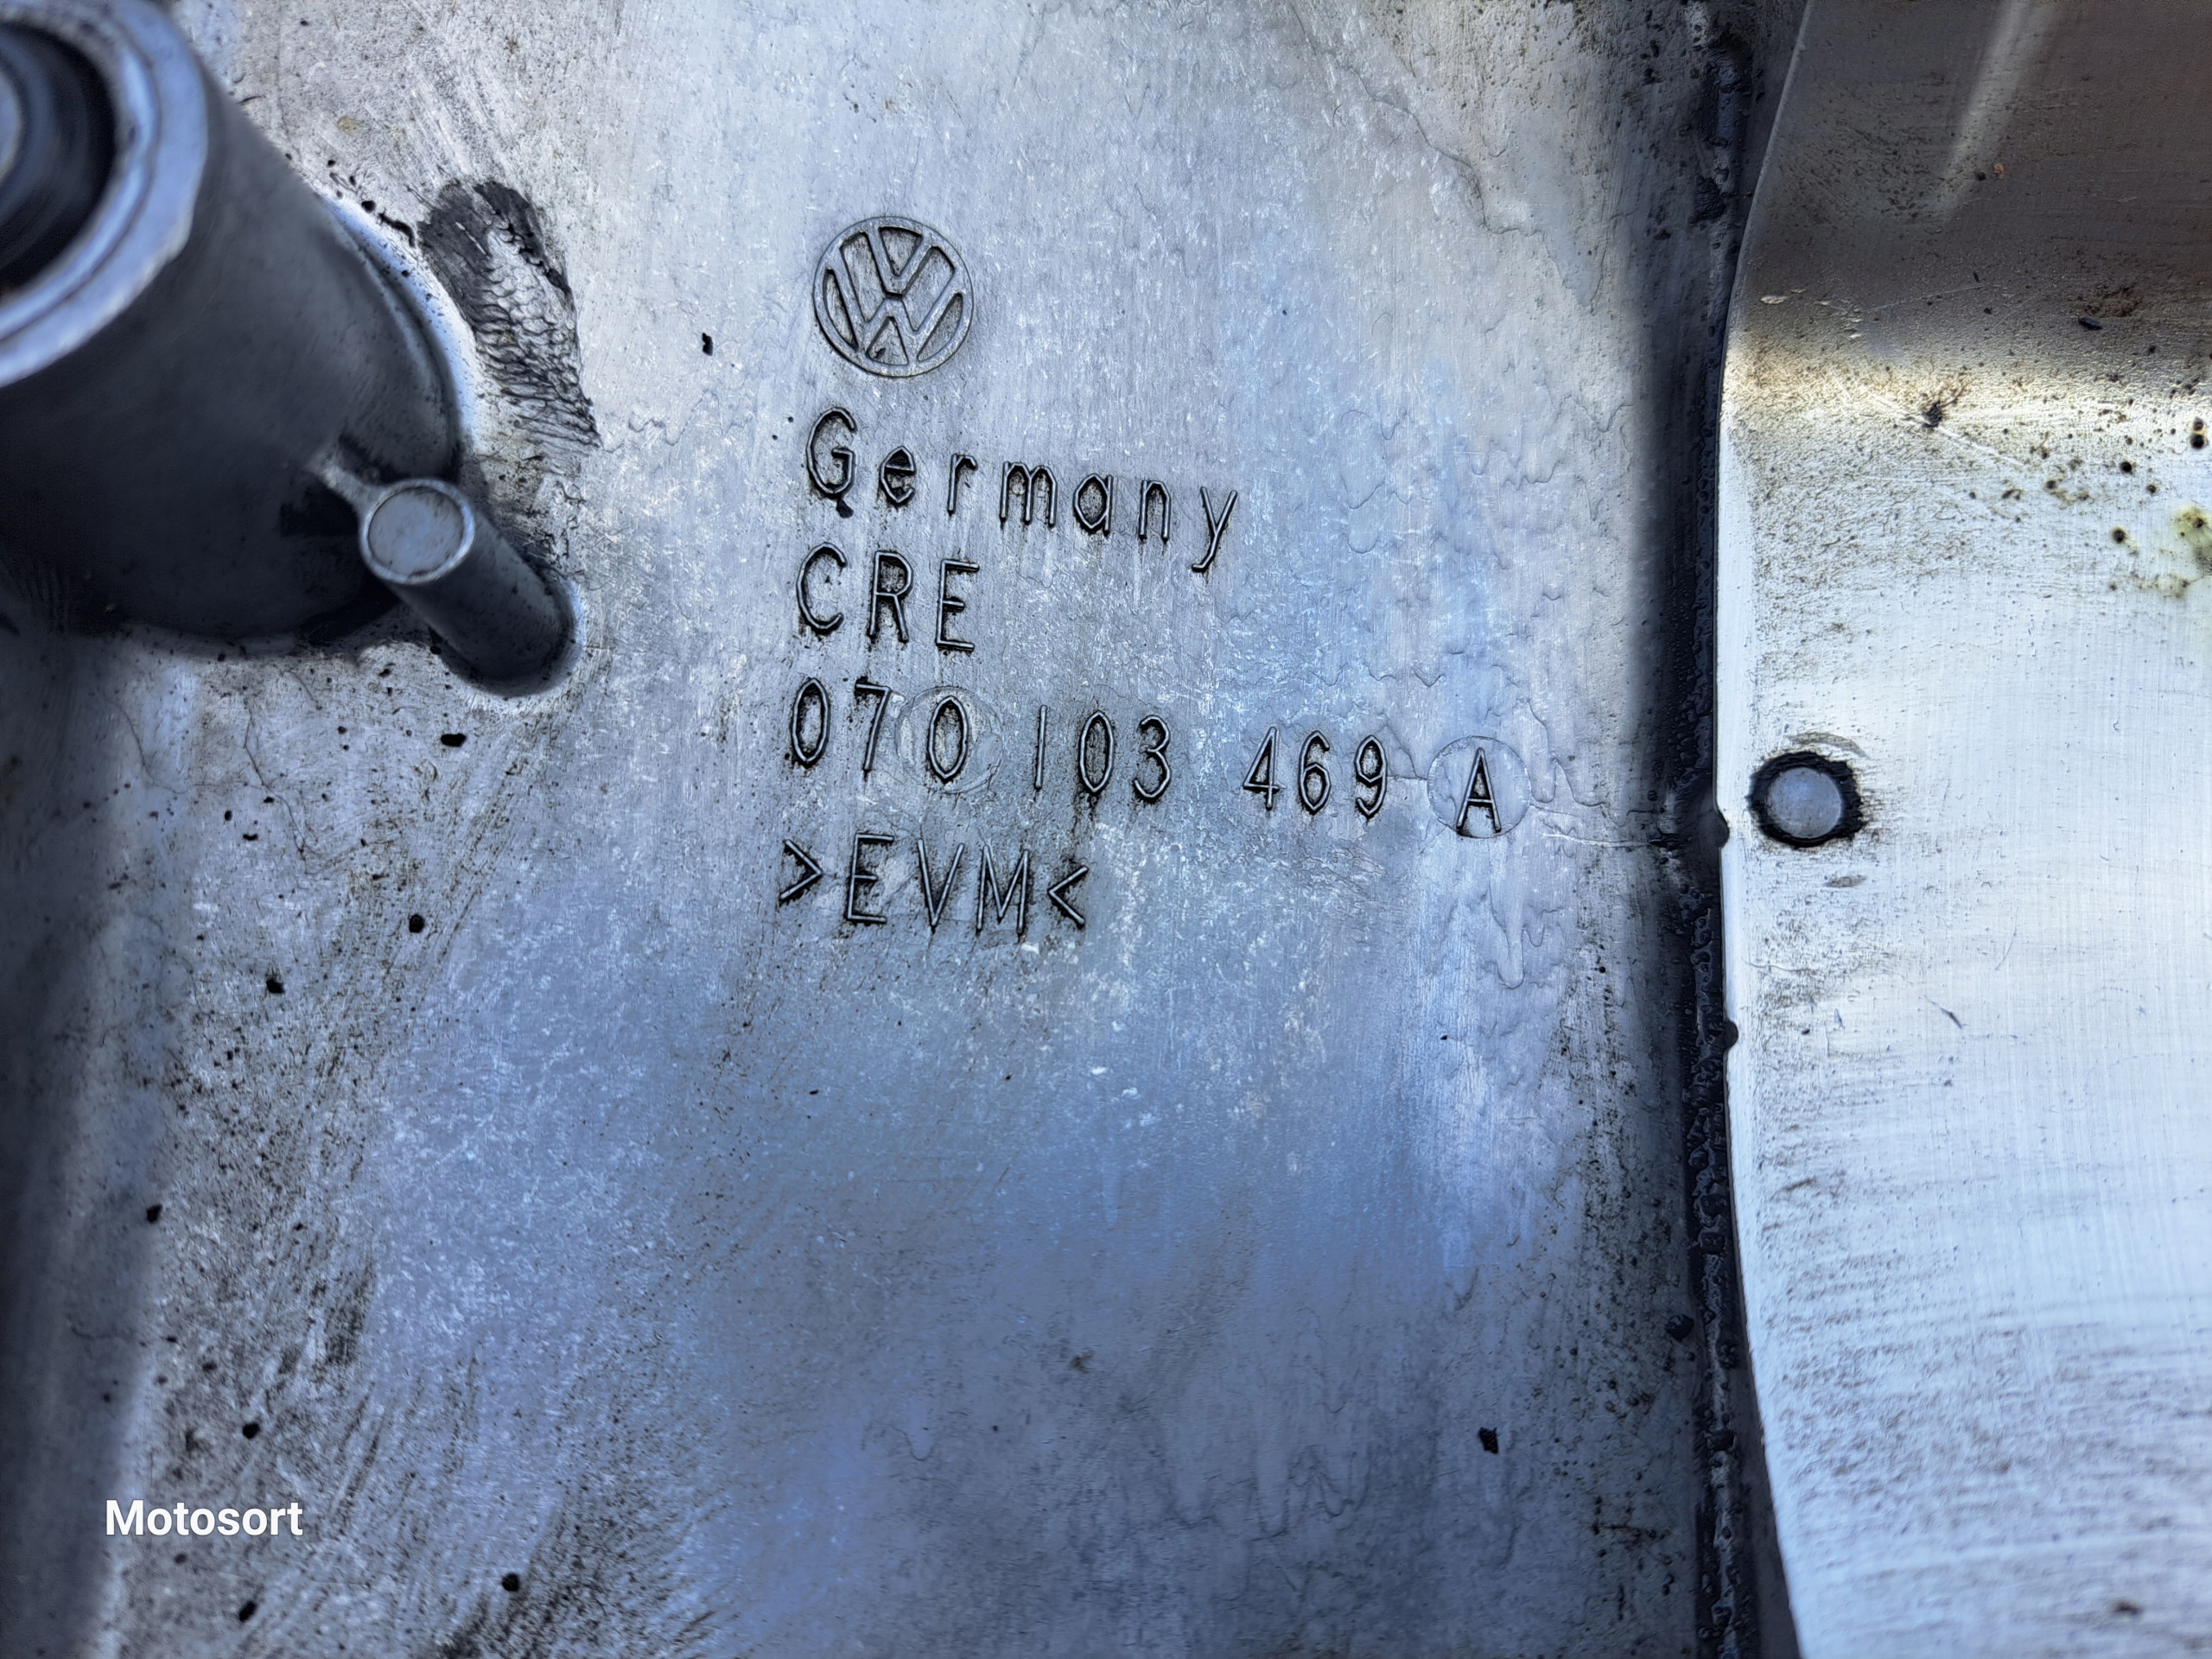 Germany
CRE
070 103 469 A
>EVM<
Motosort